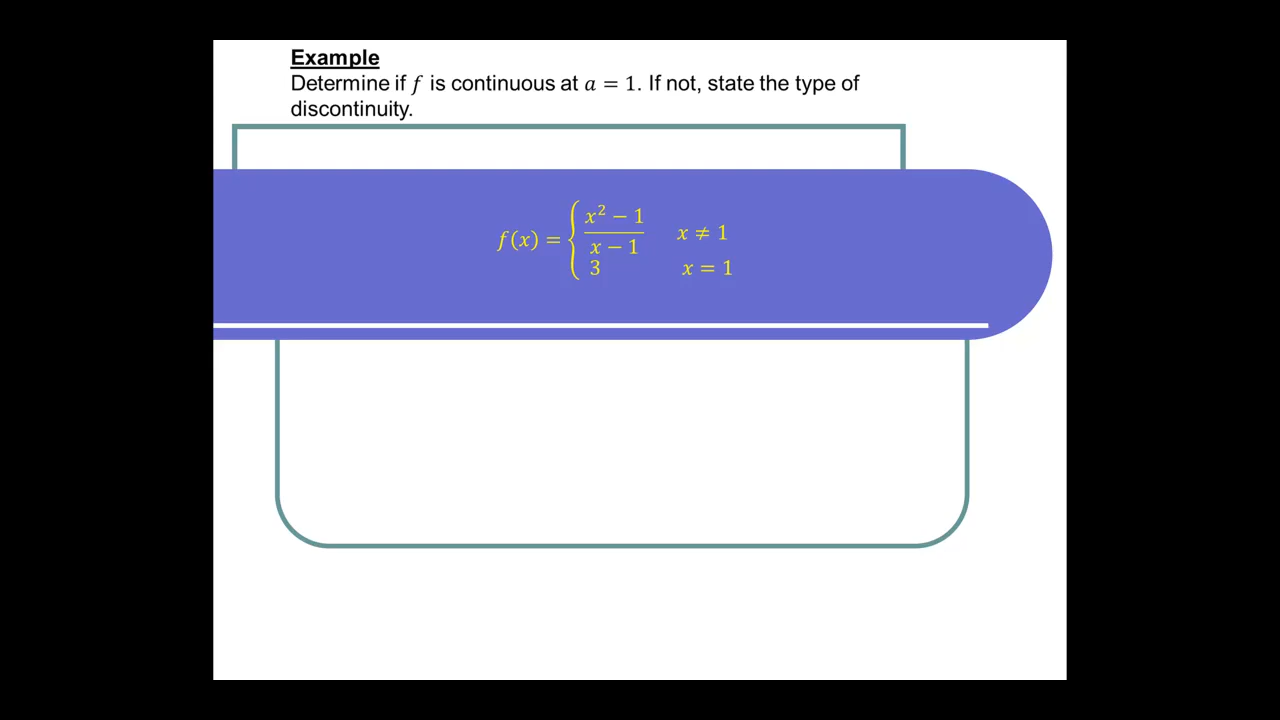 Example
Determine if f is continuous at a = 1. If not, state the type of
discontinuity.
f(x) = { (x² − 1)/(x − 1)   x ≠ 1
3   x = 1